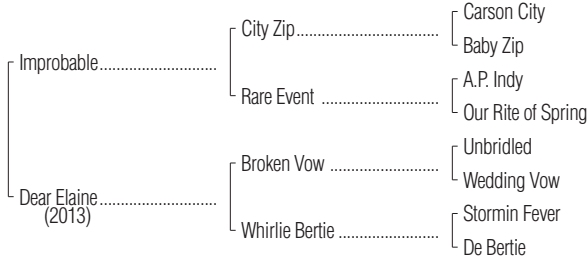 Carson City
City Zip
Baby Zip
Improbable
A.P. Indy
Rare Event
Our Rite of Spring
Unbridled
Broken Vow
Wedding Vow
Dear Elaine
(2013)
Stormin Fever
Whirlie Bertie
De Bertie